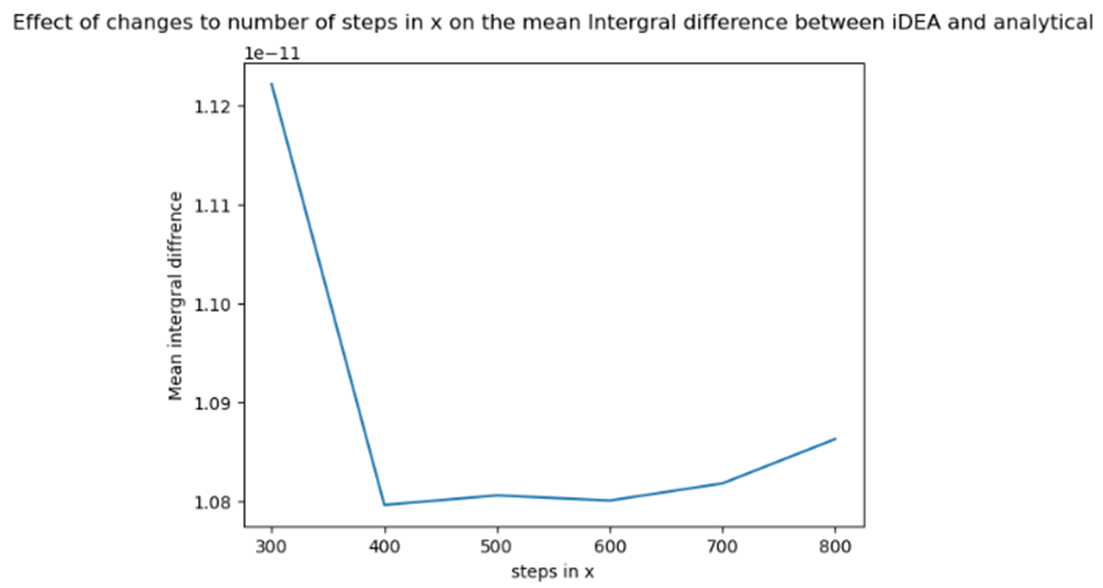 Effect of changes to number of steps in x on the mean Intergral difference between iDEA and analytical
1e−11
1.12
1.11
1.10
1.09
1.08
Mean intergral diffrence
300 400 500 600 700 800
steps in x